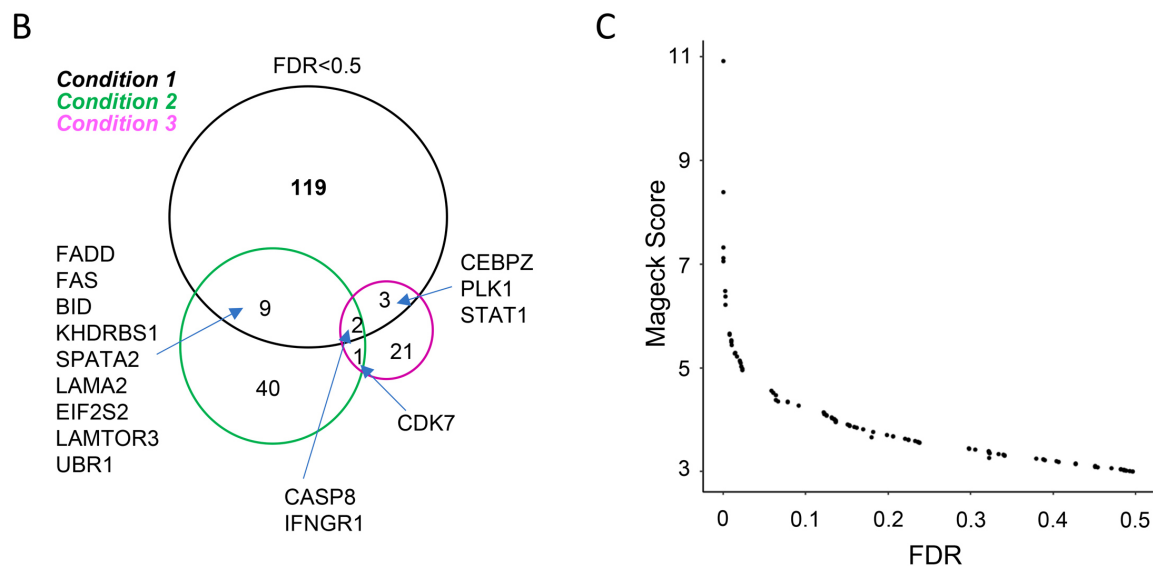 B
Condition 1
Condition 2
Condition 3
FDR<0.5
119
9
3
2
1
21
40
FADD
FAS
BID
KHDRBS1
SPATA2
LAMA2
EIF2S2
LAMTOR3
UBR1
CEBPZ
PLK1
STAT1
CDK7
CASP8
IFNGR1
C
Mageck Score
11
9
7
5
3
0 0.1 0.2 0.3 0.4 0.5
FDR